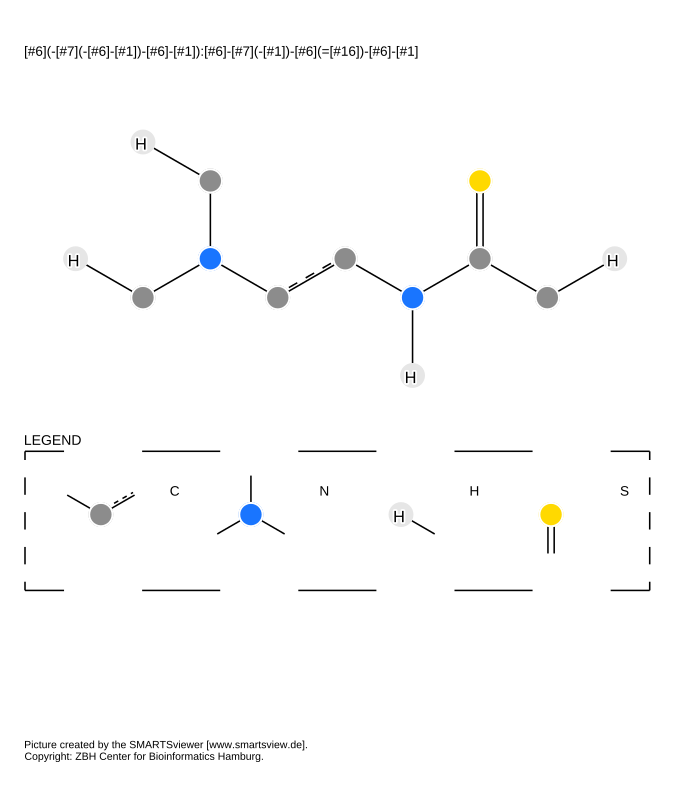 [#6](-[#7](-[#6]-[#1])-[#6]-[#1]):[#6]-[#7](-[#1])-[#6](=[#16])-[#6]-[#1]
H
H
H
H
LEGEND
C
N
H
H
S
Picture created by the SMARTSviewer [www.smartsview.de].
Copyright: ZBH Center for Bioinformatics Hamburg.